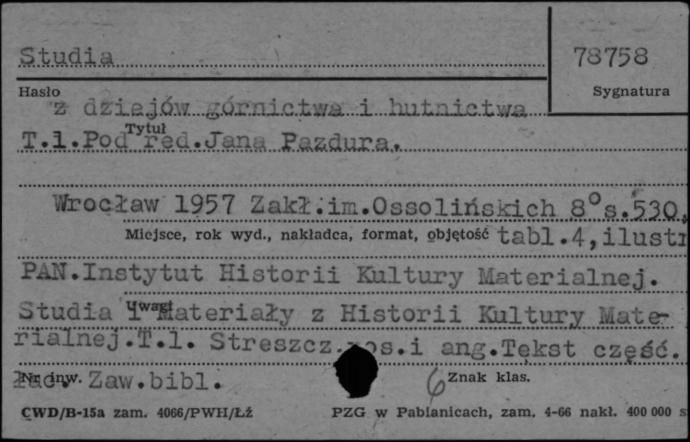 Studia 78758
Hasło Sygnatura
z dziejów górnictwa i hutnictwa
Tytuł
T.1.Pod red.Jana Pazdura.
Wrocław 1957 Zakł.im.Ossolińskich 8° s.530,
Miejsce, rok wyd., nakładca, format, objętość tabl.4,ilustr
PAN.Instytut Historii Kultury Materialnej.
Uwagi
Studia i Materiały z Historii Kultury Mate-
rialnej.T.1. Streszcz. i ang.Tekst część.
Nr inw. Zaw.bibl. 6 Znak klas.
CWD/B-15a zam. 4066/PWH/Łź PZG w Pabianicach, zam. 4-66 nakł. 400 000 s